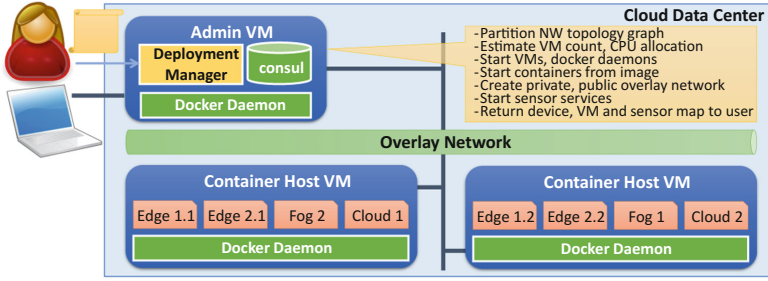 Cloud Data Center
Admin VM
Deployment
Manager
consul
Docker Daemon
-Partition NW topology graph
-Estimate VM count, CPU allocation
-Start VMs, docker daemons
-Start containers from image
-Create private, public overlay network
-Start sensor services
-Return device, VM and sensor map to user
Overlay Network
Container Host VM
Edge 1.1
Edge 2.1
Fog 2
Cloud 1
Docker Daemon
Container Host VM
Edge 1.2
Edge 2.2
Fog 1
Cloud 2
Docker Daemon